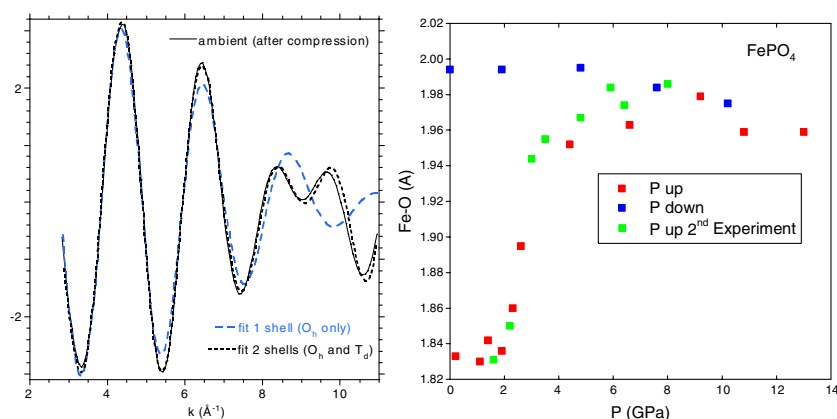 ambient (after compression)
2
-2
fit 1 shell (Oh only)
fit 2 shells (Oh and Td)
2 4 6 8 10
k (Å-1)
2.02
2.00
1.98
1.96
1.94
1.92
1.90
1.88
1.86
1.84
1.82
Fe-O (A)
FePO4
P up
P down
P up 2nd Experiment
0 2 4 6 8 10 12 14
P (GPa)